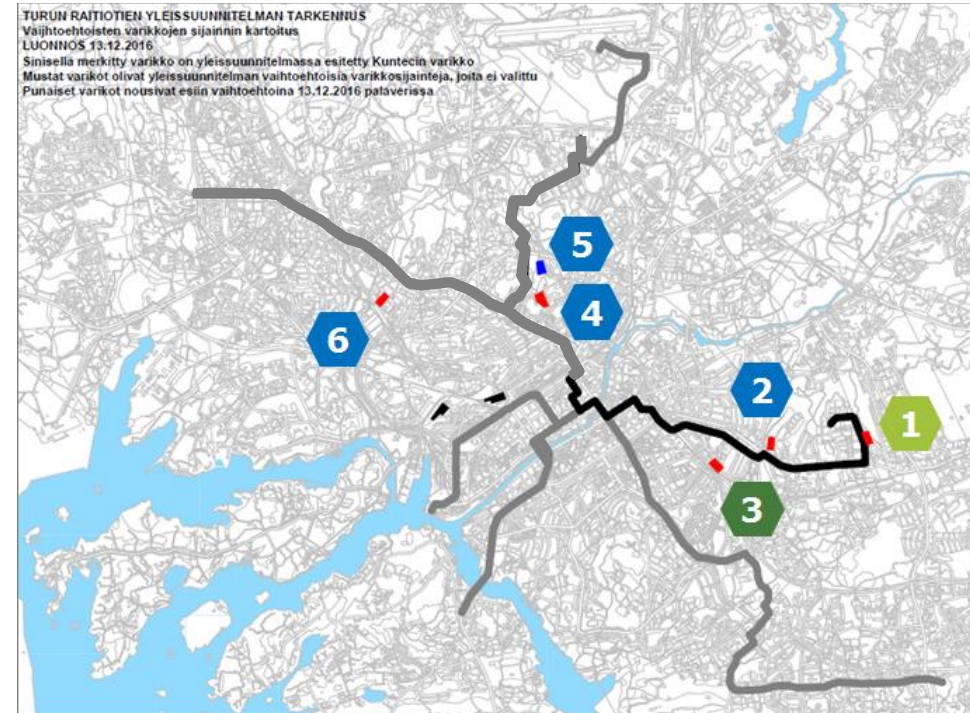 TURUN RAITIOTIEN YLEISSUUNNITELMAN TARKENNUS
Vaihtoehtoisten varikkojen sijainnin kartoitus
LUONNOS 13.12.2016
Sinisellä merkitty varikko on yleissuunnitelmassa esitetty Kuntecin varikko
Mustat varikot olivat yleissuunnitelman vaihtoehtoisia varikkosijainteja, joita ei valittu
Punaiset varikot nousivat esiin vaihtoehtoina 13.12.2016 palaverissa
5
4
6
2
1
3